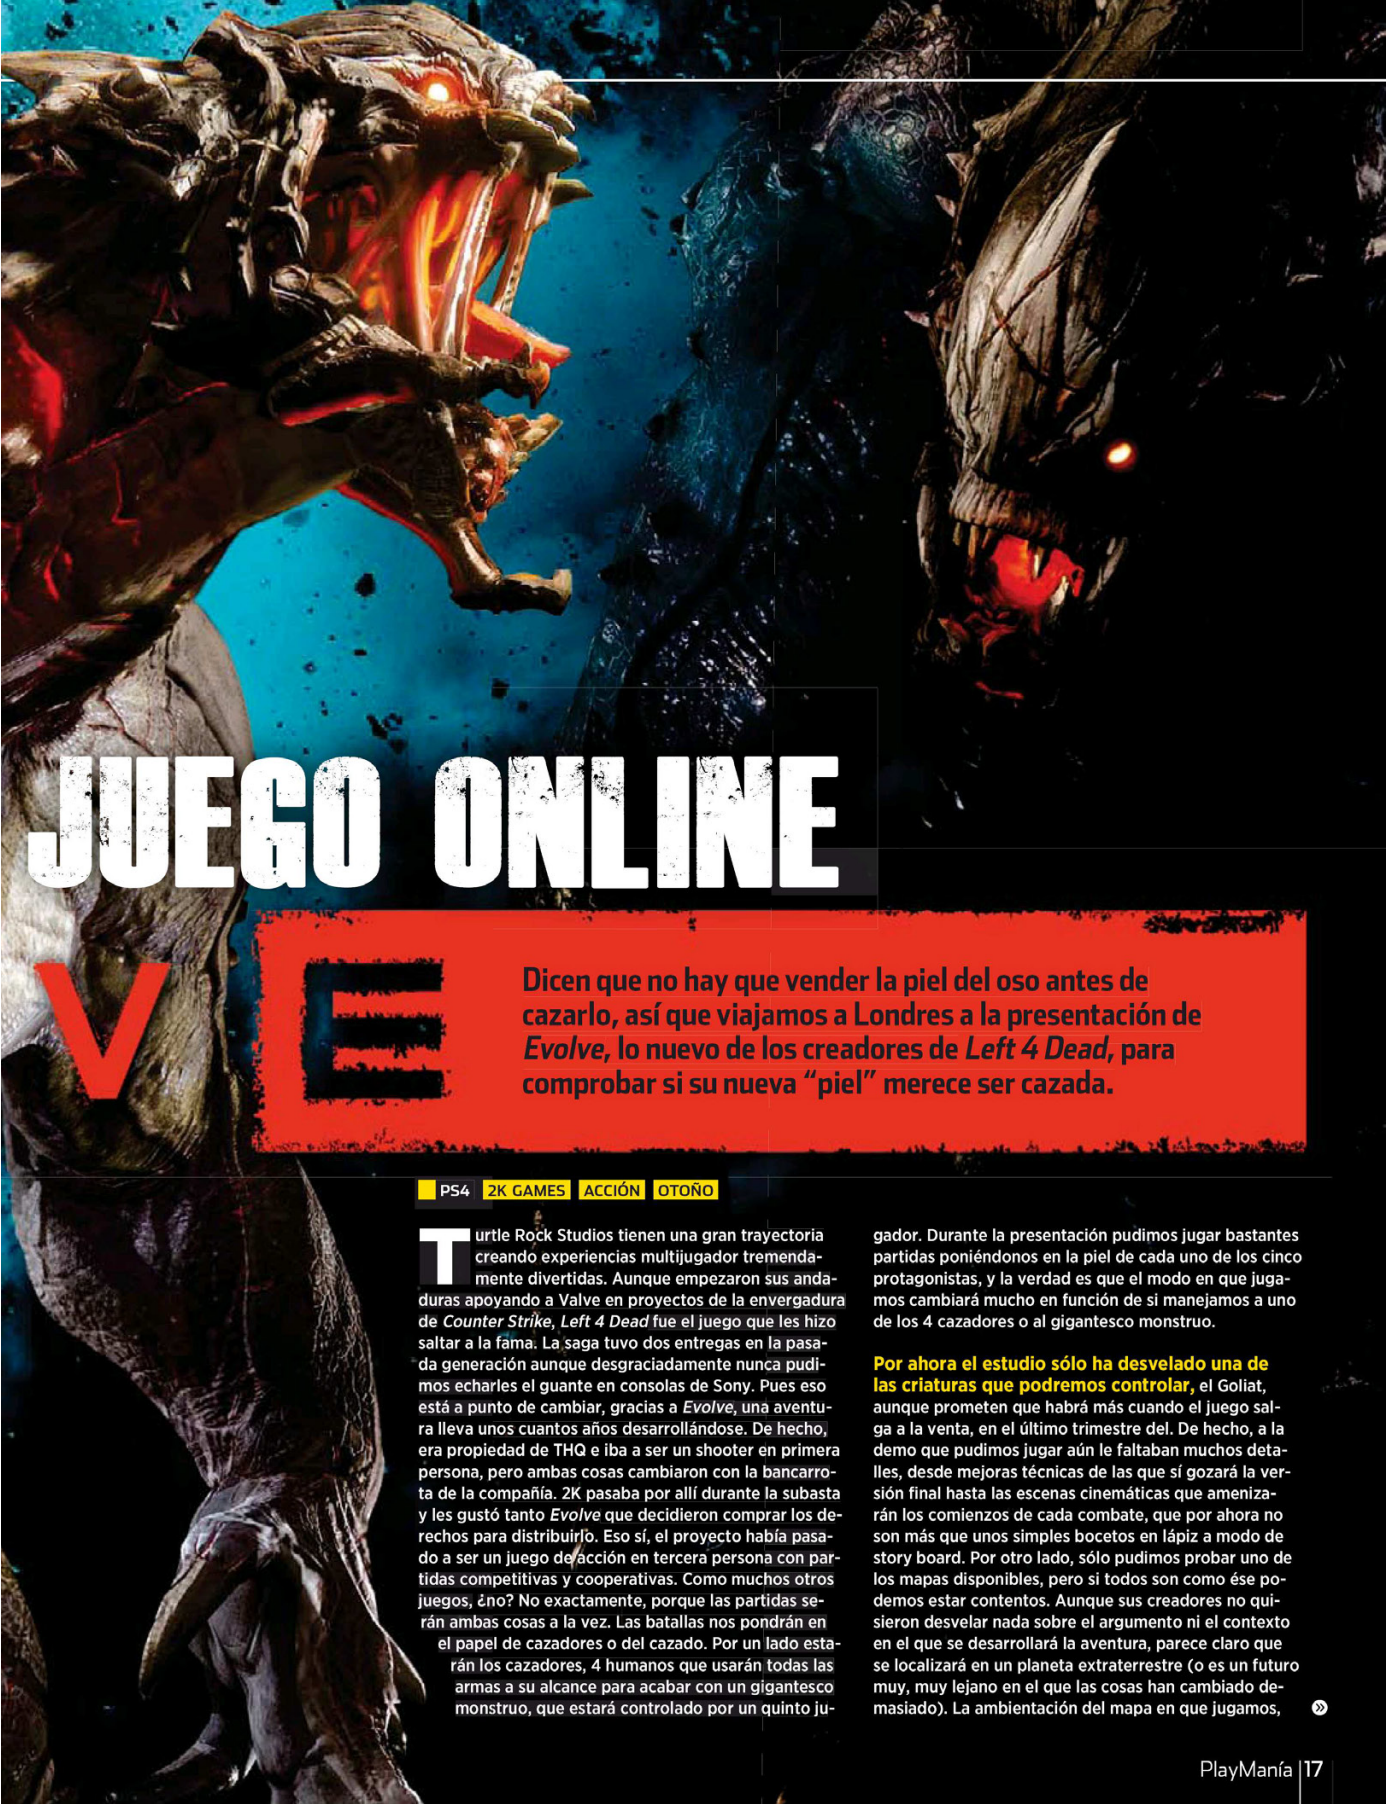 JUEGO ONLINE
VE
Dicen que no hay que vender la piel del oso antes de
cazarlo, así que viajamos a Londres a la presentación de
Evolve, lo nuevo de los creadores de Left 4 Dead, para
comprobar si su nueva “piel” merece ser cazada.
PS4 2K GAMES ACCIÓN OTOÑO
Turtle Rock Studios tienen una gran trayectoria
creando experiencias multijugador tremenda-
mente divertidas. Aunque empezaron sus anda-
duras apoyando a Valve en proyectos de la envergadura
de Counter Strike, Left 4 Dead fue el juego que les hizo
saltar a la fama. La saga tuvo dos entregas en la pasa-
da generación aunque desgraciadamente nunca pudi-
mos echarles el guante en consolas de Sony. Pues eso
está a punto de cambiar, gracias a Evolve, una aventu-
ra lleva unos cuantos años desarrollándose. De hecho,
era propiedad de THQ e iba a ser un shooter en primera
persona, pero ambas cosas cambiaron con la bancarro-
ta de la compañía. 2K pasaba por allí durante la subasta
y les gustó tanto Evolve que decidieron comprar los de-
rechos para distribuirlo. Eso sí, el proyecto había pasa-
do a ser un juego de acción en tercera persona con par-
tidas competitivas y cooperativas. Como muchos otros
juegos, ¿no? No exactamente, porque las partidas se-
rán ambas cosas a la vez. Las batallas nos pondrán en
el papel de cazadores o del cazado. Por un lado esta-
rán los cazadores, 4 humanos que usarán todas las
armas a su alcance para acabar con un gigantesco
monstruo, que estará controlado por un quinto ju-
gador. Durante la presentación pudimos jugar bastantes
partidas poniéndonos en la piel de cada uno de los cinco
protagonistas, y la verdad es que el modo en que juga-
mos cambiará mucho en función de si manejamos a uno
de los 4 cazadores o al gigantesco monstruo.
Por ahora el estudio sólo ha desvelado una de
las criaturas que podremos controlar, el Goliat,
aunque prometen que habrá más cuando el juego sal-
ga a la venta, en el último trimestre del. De hecho, a la
demo que pudimos jugar aún le faltaban muchos deta-
lles, desde mejoras técnicas de las que sí gozará la ver-
sión final hasta las escenas cinemáticas que ameniza-
rán los comienzos de cada combate, que por ahora no
son más que unos simples bocetos en lápiz a modo de
story board. Por otro lado, sólo pudimos probar uno de
los mapas disponibles, pero si todos son como ése po-
demos estar contentos. Aunque sus creadores no qui-
sieron desvelar nada sobre el argumento ni el contexto
en el que se desarrollará la aventura, parece claro que
se localizará en un planeta extraterrestre (o es un futuro
muy, muy lejano en el que las cosas han cambiado de-
masiado). La ambientación del mapa en que jugamos,
PlayManía 17